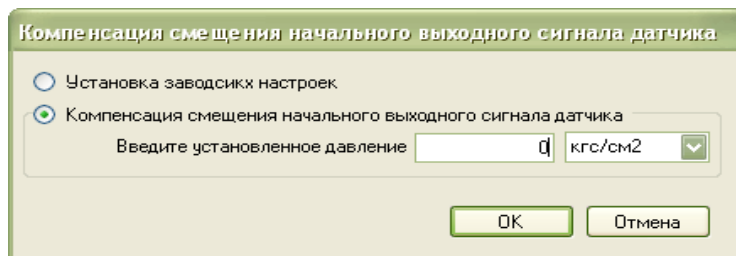 Компенсация смещения начального выходного сигнала датчика
Установка заводсикх настроек
Компенсация смещения начального выходного сигнала датчика
Введите установленное давление 0 кгс/см2
OK Отмена